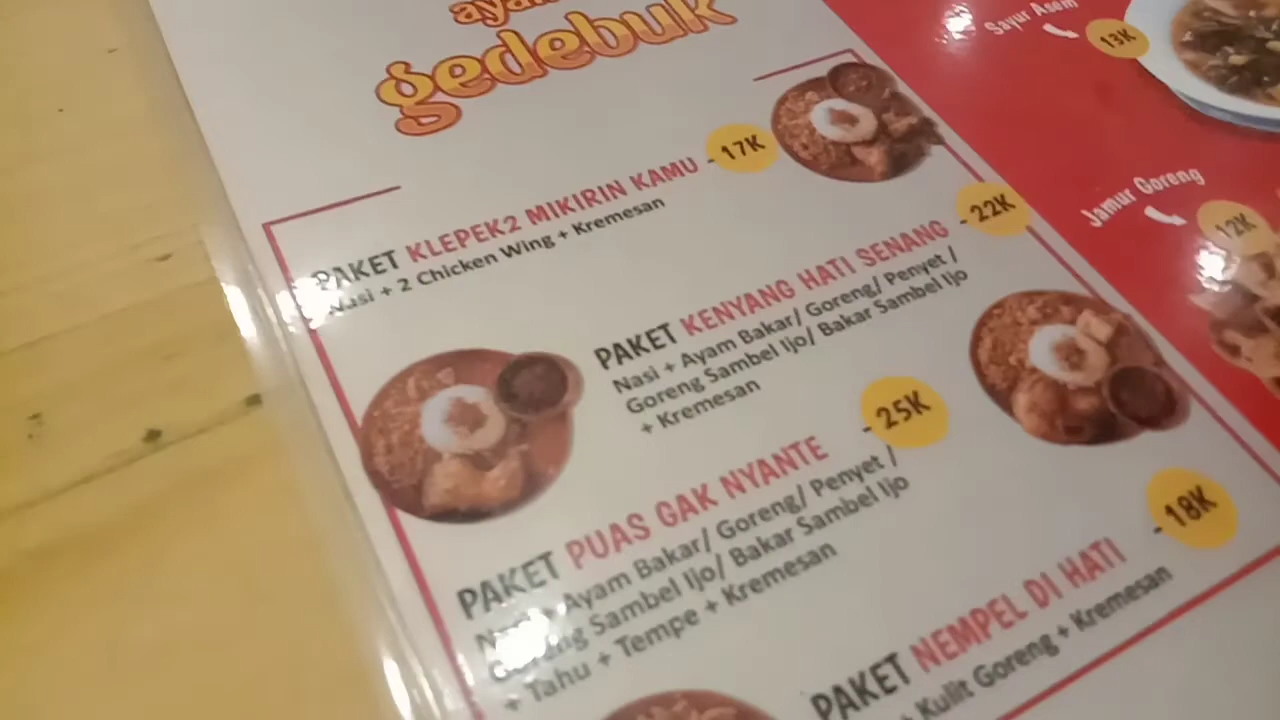 ayam
gedebuk
PAKET KLEPEK2 MIKIRIN KAMU - 17K
Nasi + 2 Chicken Wing + Kremesan
PAKET KENYANG HATI SENANG - 22K
Nasi + Ayam Bakar/ Goreng/ Penyet /
Goreng Sambel Ijo/ Bakar Sambel Ijo
+ Kremesan
PAKET PUAS GAK NYANTE - 25K
Nasi + Ayam Bakar/ Goreng/ Penyet /
Goreng Sambel Ijo/ Bakar Sambel Ijo
+ Tahu + Tempe + Kremesan
PAKET NEMPEL DI HATI - 18K
+ Kulit Goreng + Kremesan
Sayur Asem
13K
Jamur Goreng
12K